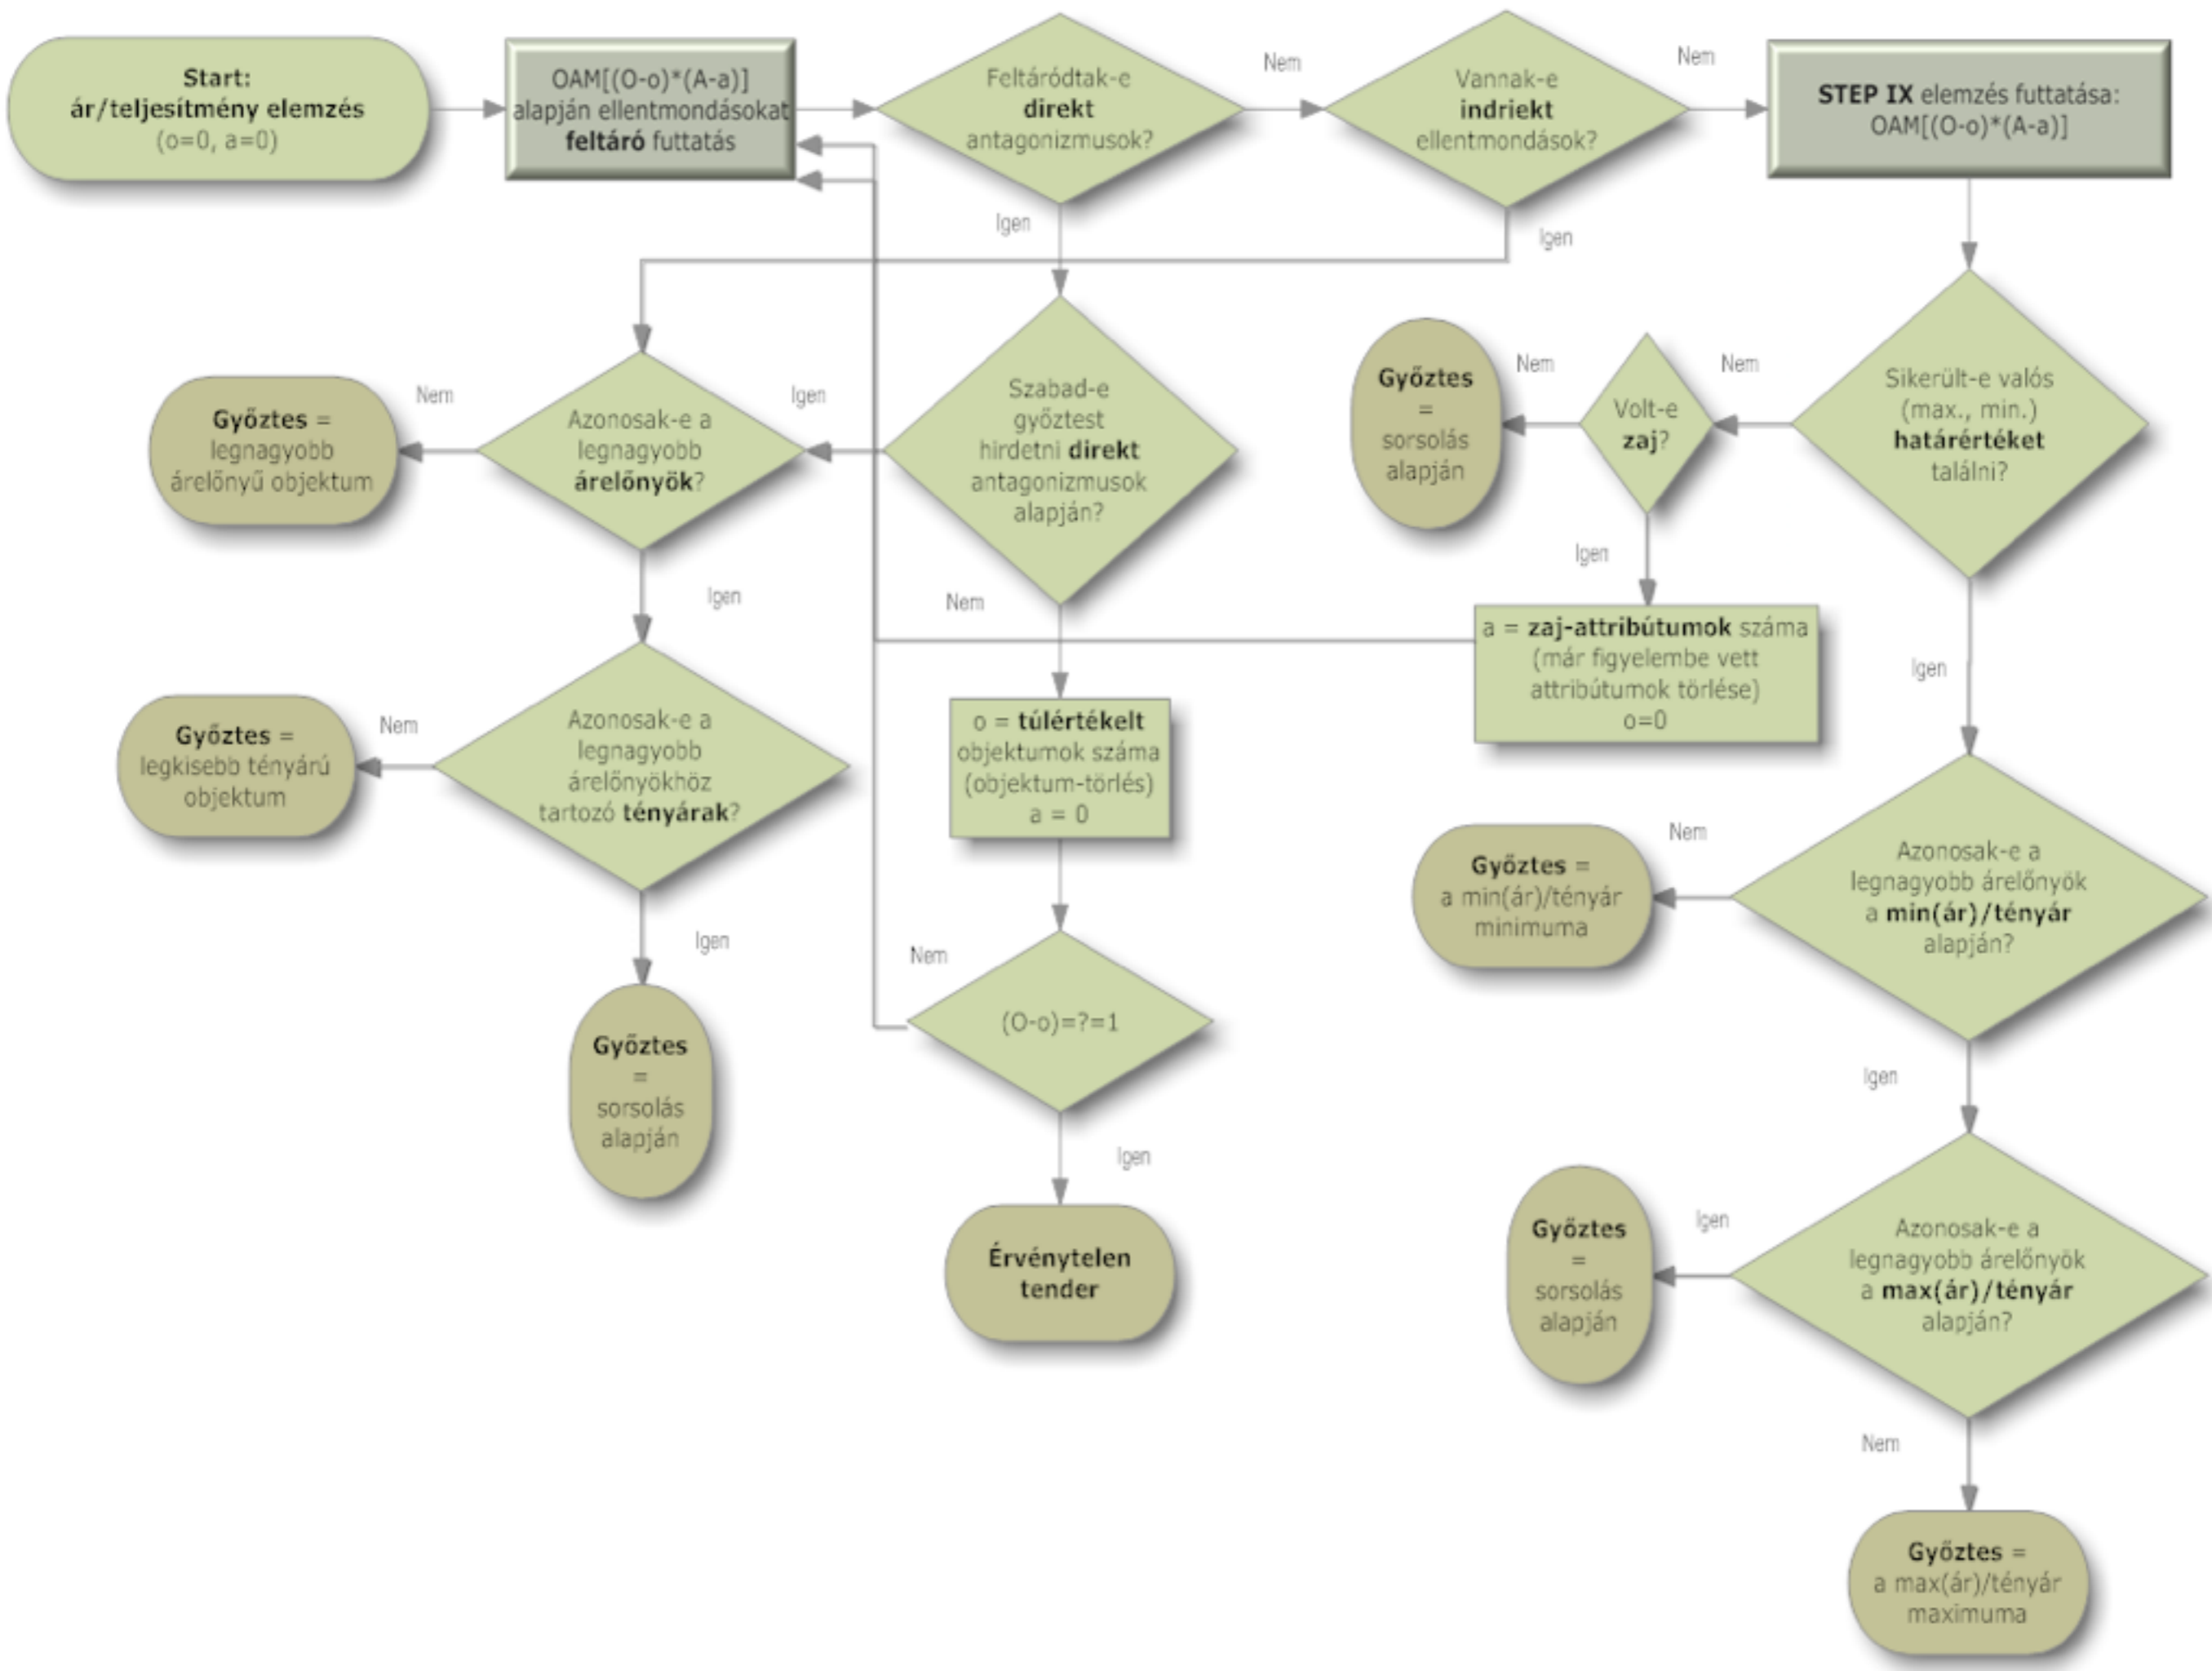 Start:
ár/teljesítmény elemzés
(o=0, a=0)
OAM[(O-o)*(A-a)]
alapján ellentmondásokat
feltáró futtatás
Feltáródtak-e
direkt
antagonizmusok?
Nem
Vannak-e
indriekt
ellentmondások?
Nem
STEP IX elemzés futtatása:
OAM[(O-o)*(A-a)]
Igen
Igen
Győztes =
legnagyobb
árelőnyű objektum
Nem
Azonosak-e a
legnagyobb
árelőnyök?
Igen
Szabad-e
győztest
hirdetni direkt
antagonizmusok
alapján?
Győztes
=
sorsolás
alapján
Nem
Volt-e
zaj?
Nem
Sikerült-e valós
(max., min.)
határértéket
találni?
Igen
Igen
Nem
a = zaj-attribútumok száma
(már figyelembe vett
attribútumok törlése)
o=0
Igen
Győztes =
legkisebb tényárú
objektum
Nem
Azonosak-e a
legnagyobb
árelőnyökhöz
tartozó tényárak?
o = túlértékelt
objektumok száma
(objektum-törlés)
a = 0
Győztes =
a min(ár)/tényár
minimuma
Nem
Azonosak-e a
legnagyobb árelőnyök
a min(ár)/tényár
alapján?
Igen
Nem
(O-o)=?=1
Győztes
=
sorsolás
alapján
Igen
Igen
Érvénytelen
tender
Győztes
=
sorsolás
alapján
Igen
Azonosak-e a
legnagyobb árelőnyök
a max(ár)/tényár
alapján?
Nem
Győztes =
a max(ár)/tényár
maximuma